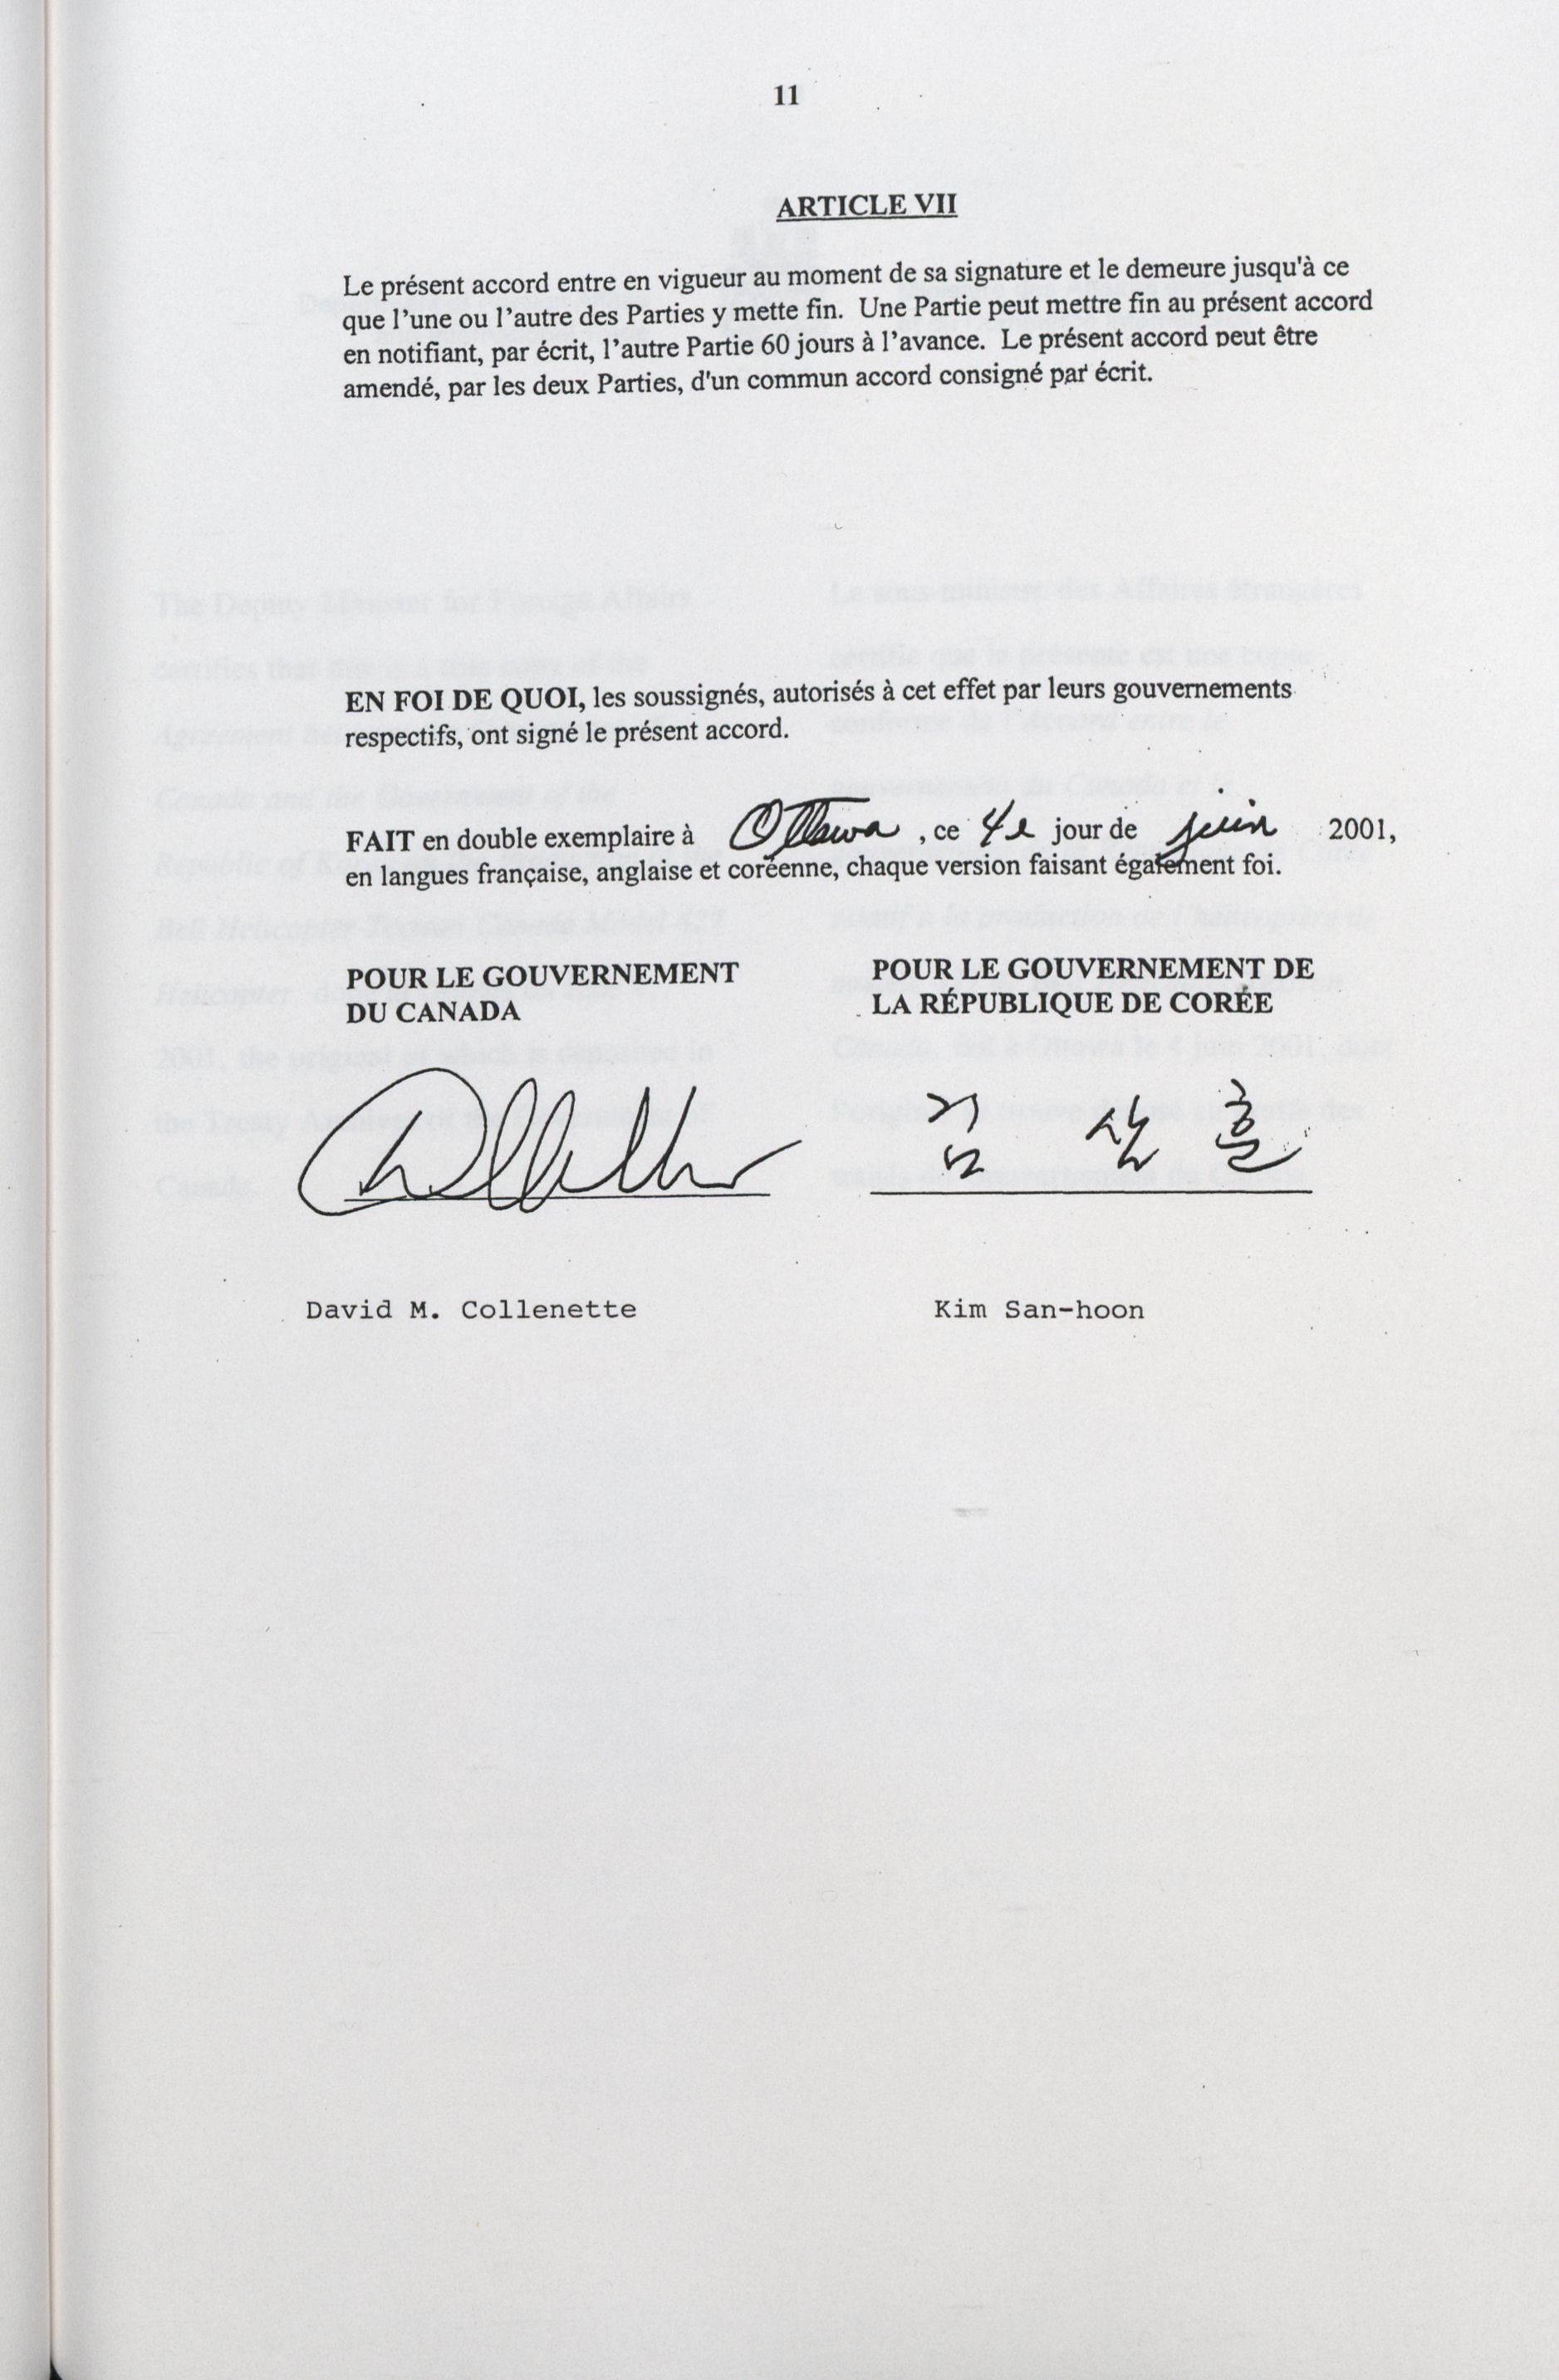 11
ARTICLE VII
Le présent accord entre en vigueur au moment de sa signature et le demeure jusqu'à ce
que l’une ou l’autre des Parties y mette fin. Une Partie peut mettre fin au présent accord
en notifiant, par écrit, l’autre Partie 60 jours à l’avance. Le présent accord peut être
amendé, par les deux Parties, d'un commun accord consigné par écrit.
EN FOI DE QUOI, les soussignés, autorisés à cet effet par leurs gouvernements
respectifs, ont signé le présent accord.
FAIT en double exemplaire à Ottawa, ce 4e jour de juin 2001,
en langues française, anglaise et coréenne, chaque version faisant également foi.
POUR LE GOUVERNEMENT
DU CANADA
POUR LE GOUVERNEMENT DE
LA RÉPUBLIQUE DE CORÉE
김 상 훈
David M. Collenette
Kim San-hoon